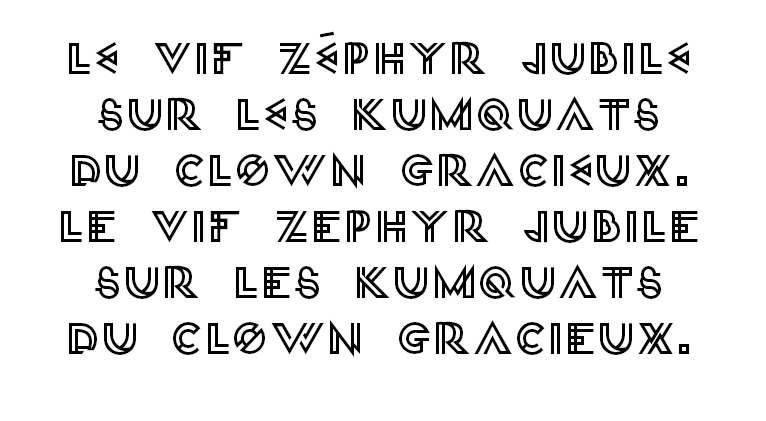 LE VIF ZÉPHYR JUBILE
SUR LES KUMQUATS
DU CLOWN GRACIEUX.
LE VIF ZEPHYR JUBILE
SUR LES KUMQUATS
DU CLOWN GRACIEUX.